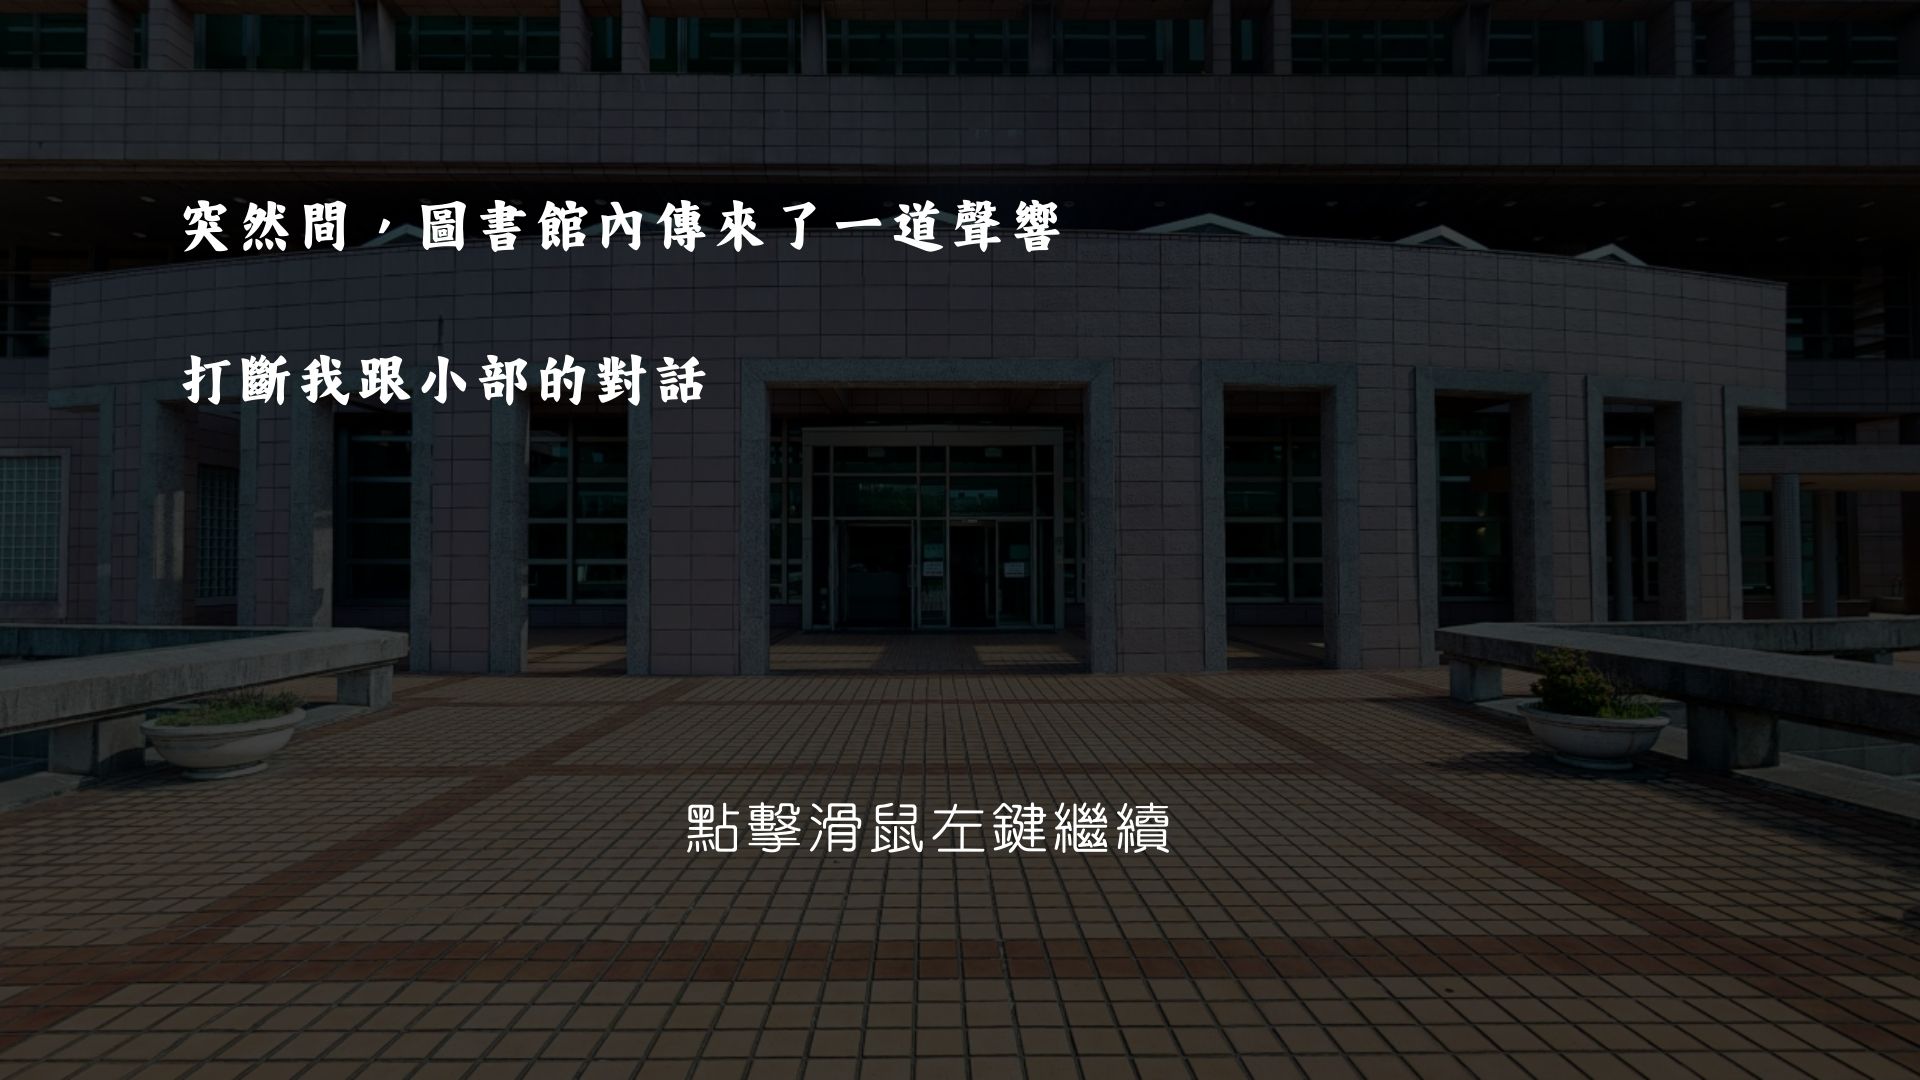 突然間，圖書館內傳來了一道聲響
打斷我跟小部的對話
點擊滑鼠左鍵繼續